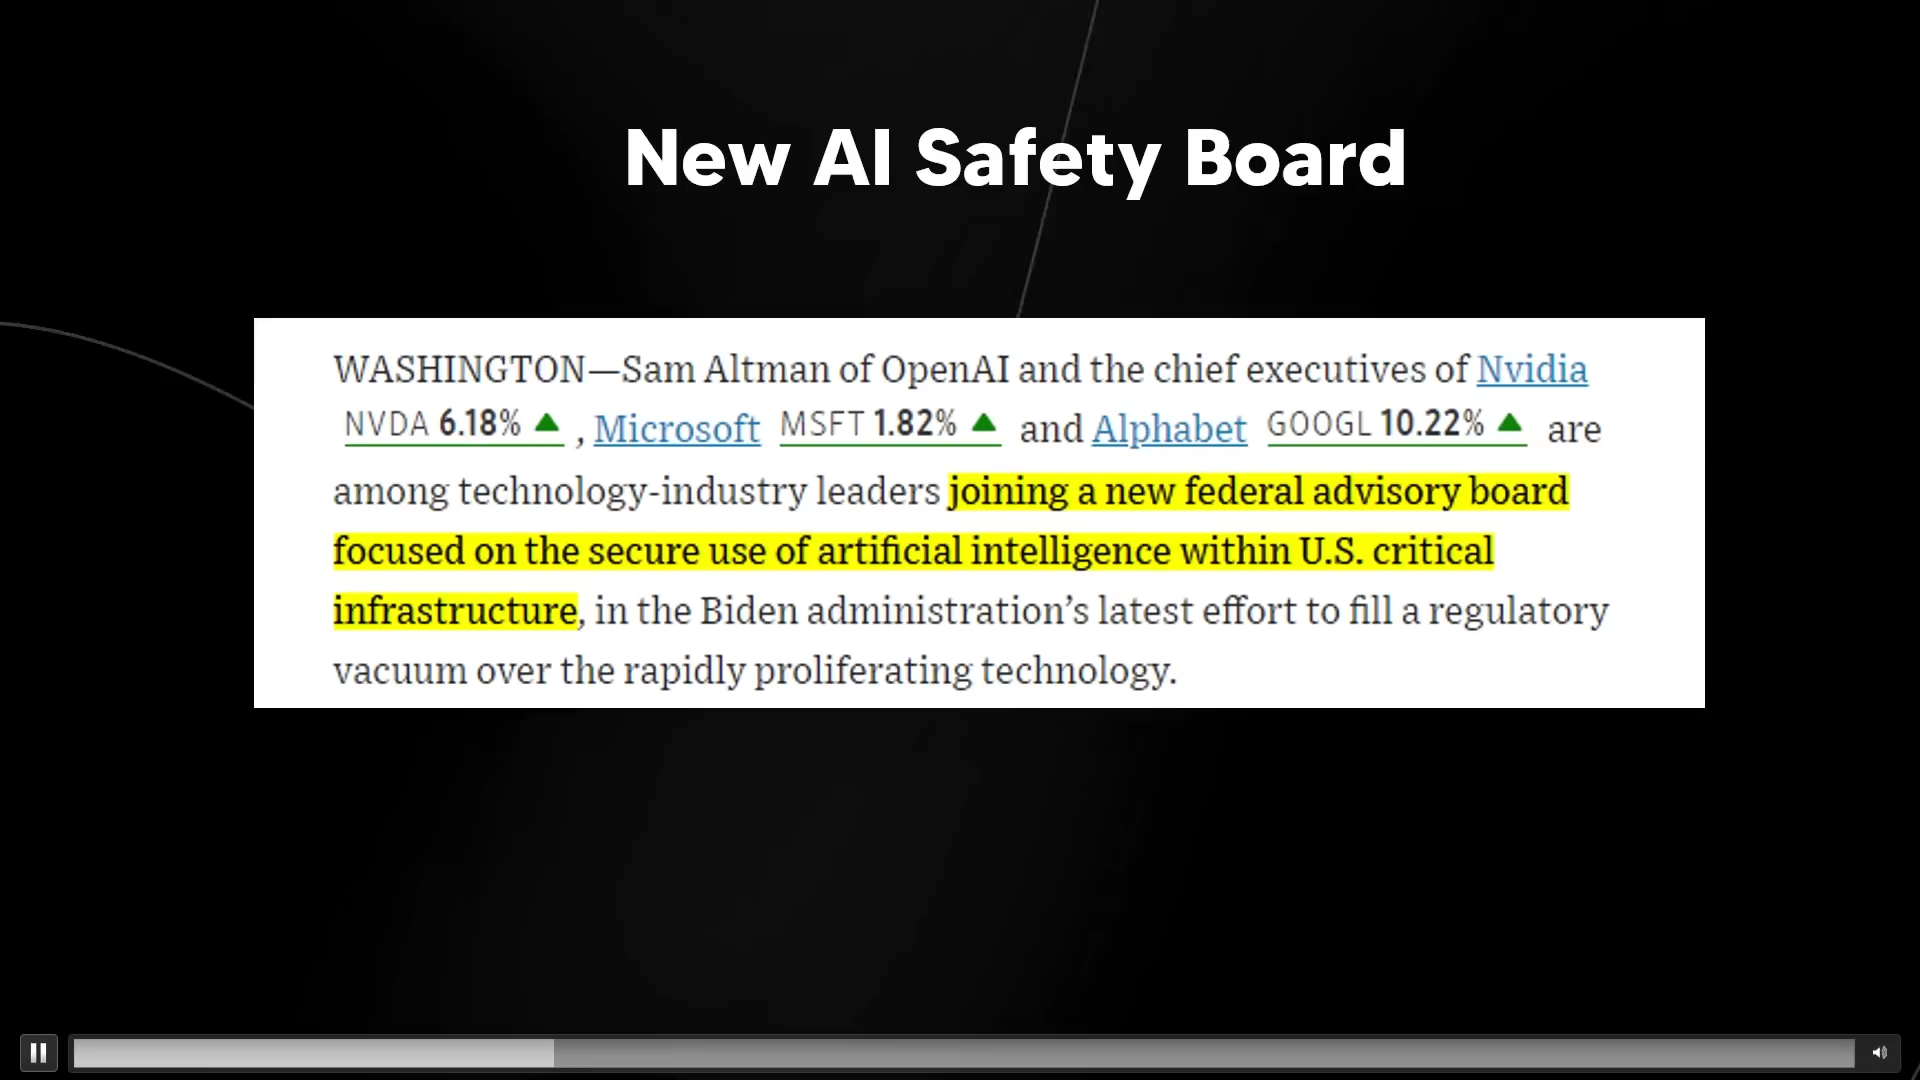 New AI Safety Board
WASHINGTON—Sam Altman of OpenAI and the chief executives of Nvidia
NVDA 6.18% ▲ , Microsoft MSFT 1.82% ▲ and Alphabet GOOGL 10.22% ▲ are
among technology-industry leaders joining a new federal advisory board
focused on the secure use of artificial intelligence within U.S. critical
infrastructure, in the Biden administration’s latest effort to fill a regulatory
vacuum over the rapidly proliferating technology.